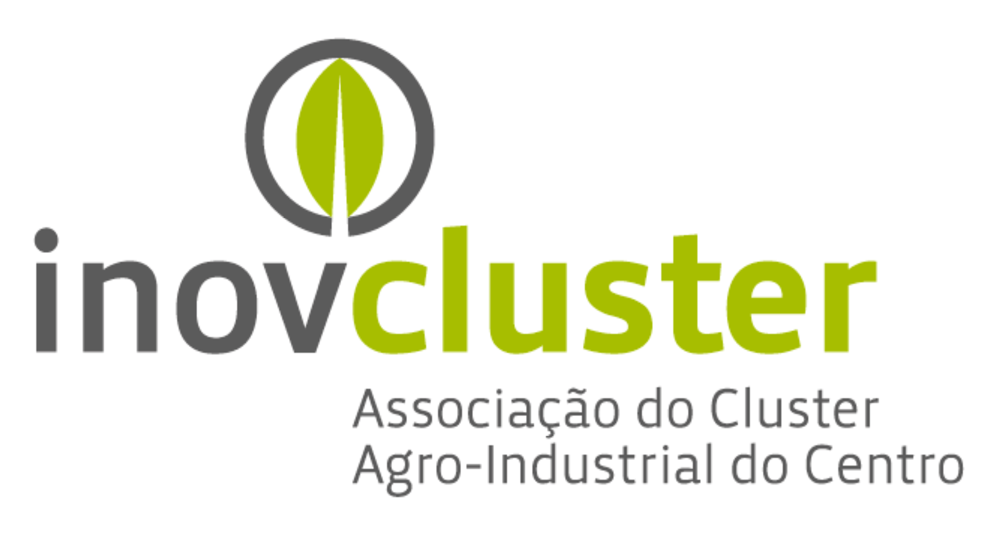 inovcluster
Associação do Cluster
Agro-Industrial do Centro